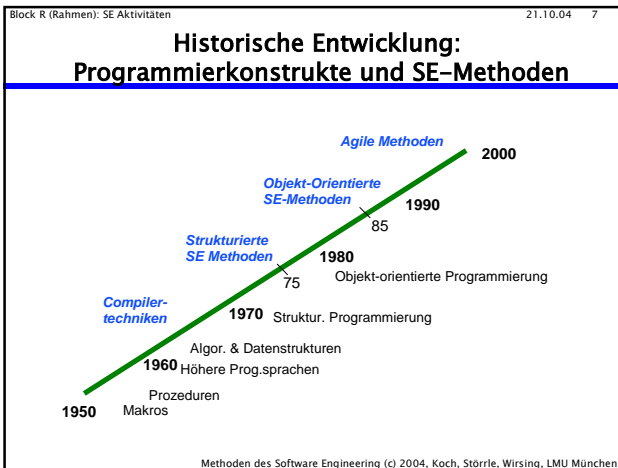 Block R (Rahmen): SE Aktivitäten 21.10.04 7
Historische Entwicklung:
Programmierkonstrukte und SE-Methoden
Agile Methoden
2000
Objekt-Orientierte
SE-Methoden
1990
85
Strukturierte
SE Methoden
1980
75
Objekt-orientierte Programmierung
Compiler-
techniken
1970
Struktur. Programmierung
Algor. & Datenstrukturen
1960
Höhere Prog.sprachen
Prozeduren
1950
Makros
Methoden des Software Engineering (c) 2004, Koch, Störrle, Wirsing, LMU München